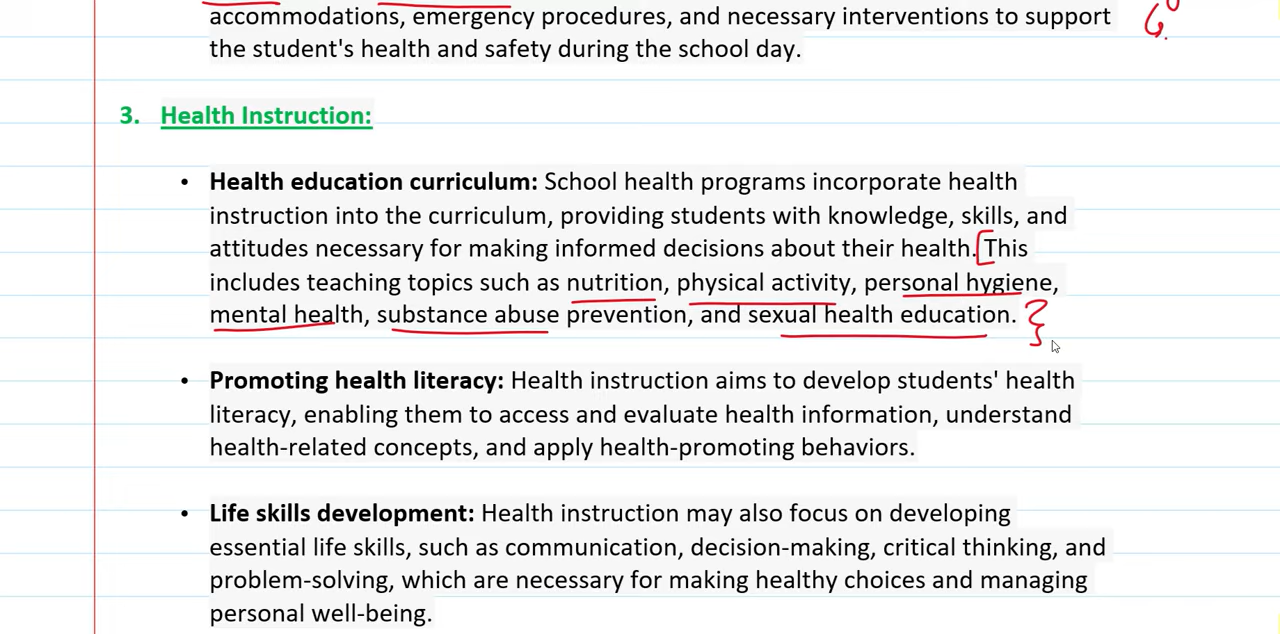 accommodations, emergency procedures, and necessary interventions to support
the student's health and safety during the school day.
3. Health Instruction:
• Health education curriculum: School health programs incorporate health
instruction into the curriculum, providing students with knowledge, skills, and
attitudes necessary for making informed decisions about their health. This
includes teaching topics such as nutrition, physical activity, personal hygiene,
mental health, substance abuse prevention, and sexual health education.
• Promoting health literacy: Health instruction aims to develop students' health
literacy, enabling them to access and evaluate health information, understand
health-related concepts, and apply health-promoting behaviors.
• Life skills development: Health instruction may also focus on developing
essential life skills, such as communication, decision-making, critical thinking, and
problem-solving, which are necessary for making healthy choices and managing
personal well-being.